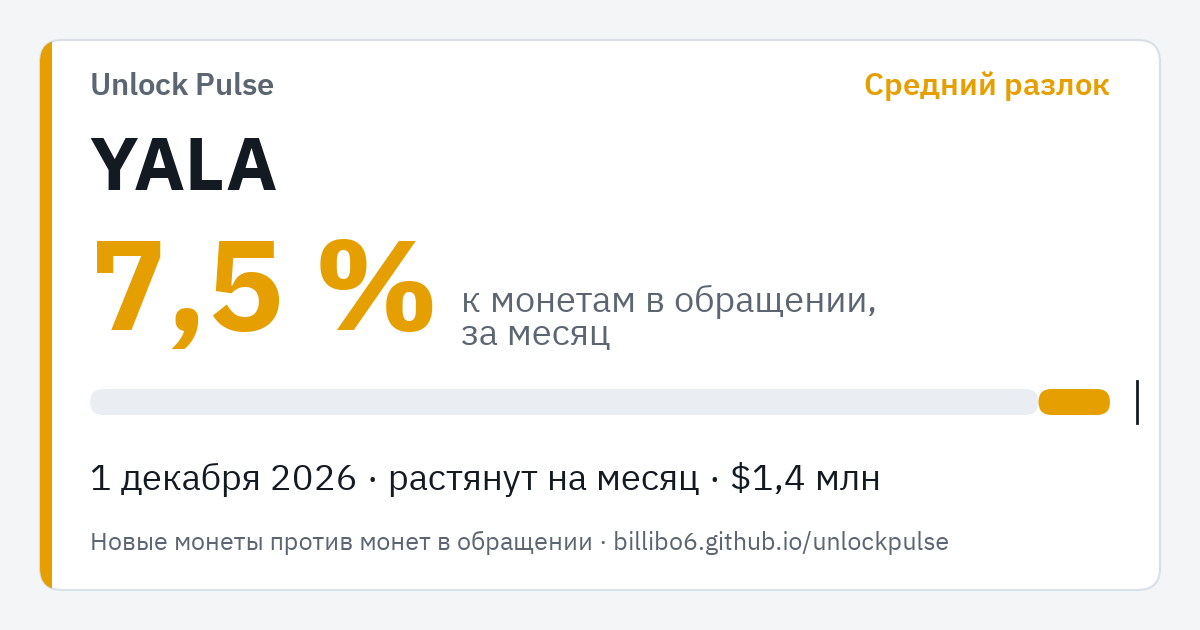 Unlock Pulse
Средний разлок
YALA
7,5 %
к монетам в обращении,
за месяц
1 декабря 2026 · растянут на месяц · $1,4 млн
Новые монеты против монет в обращении · billibo6.github.io/unlockpulse